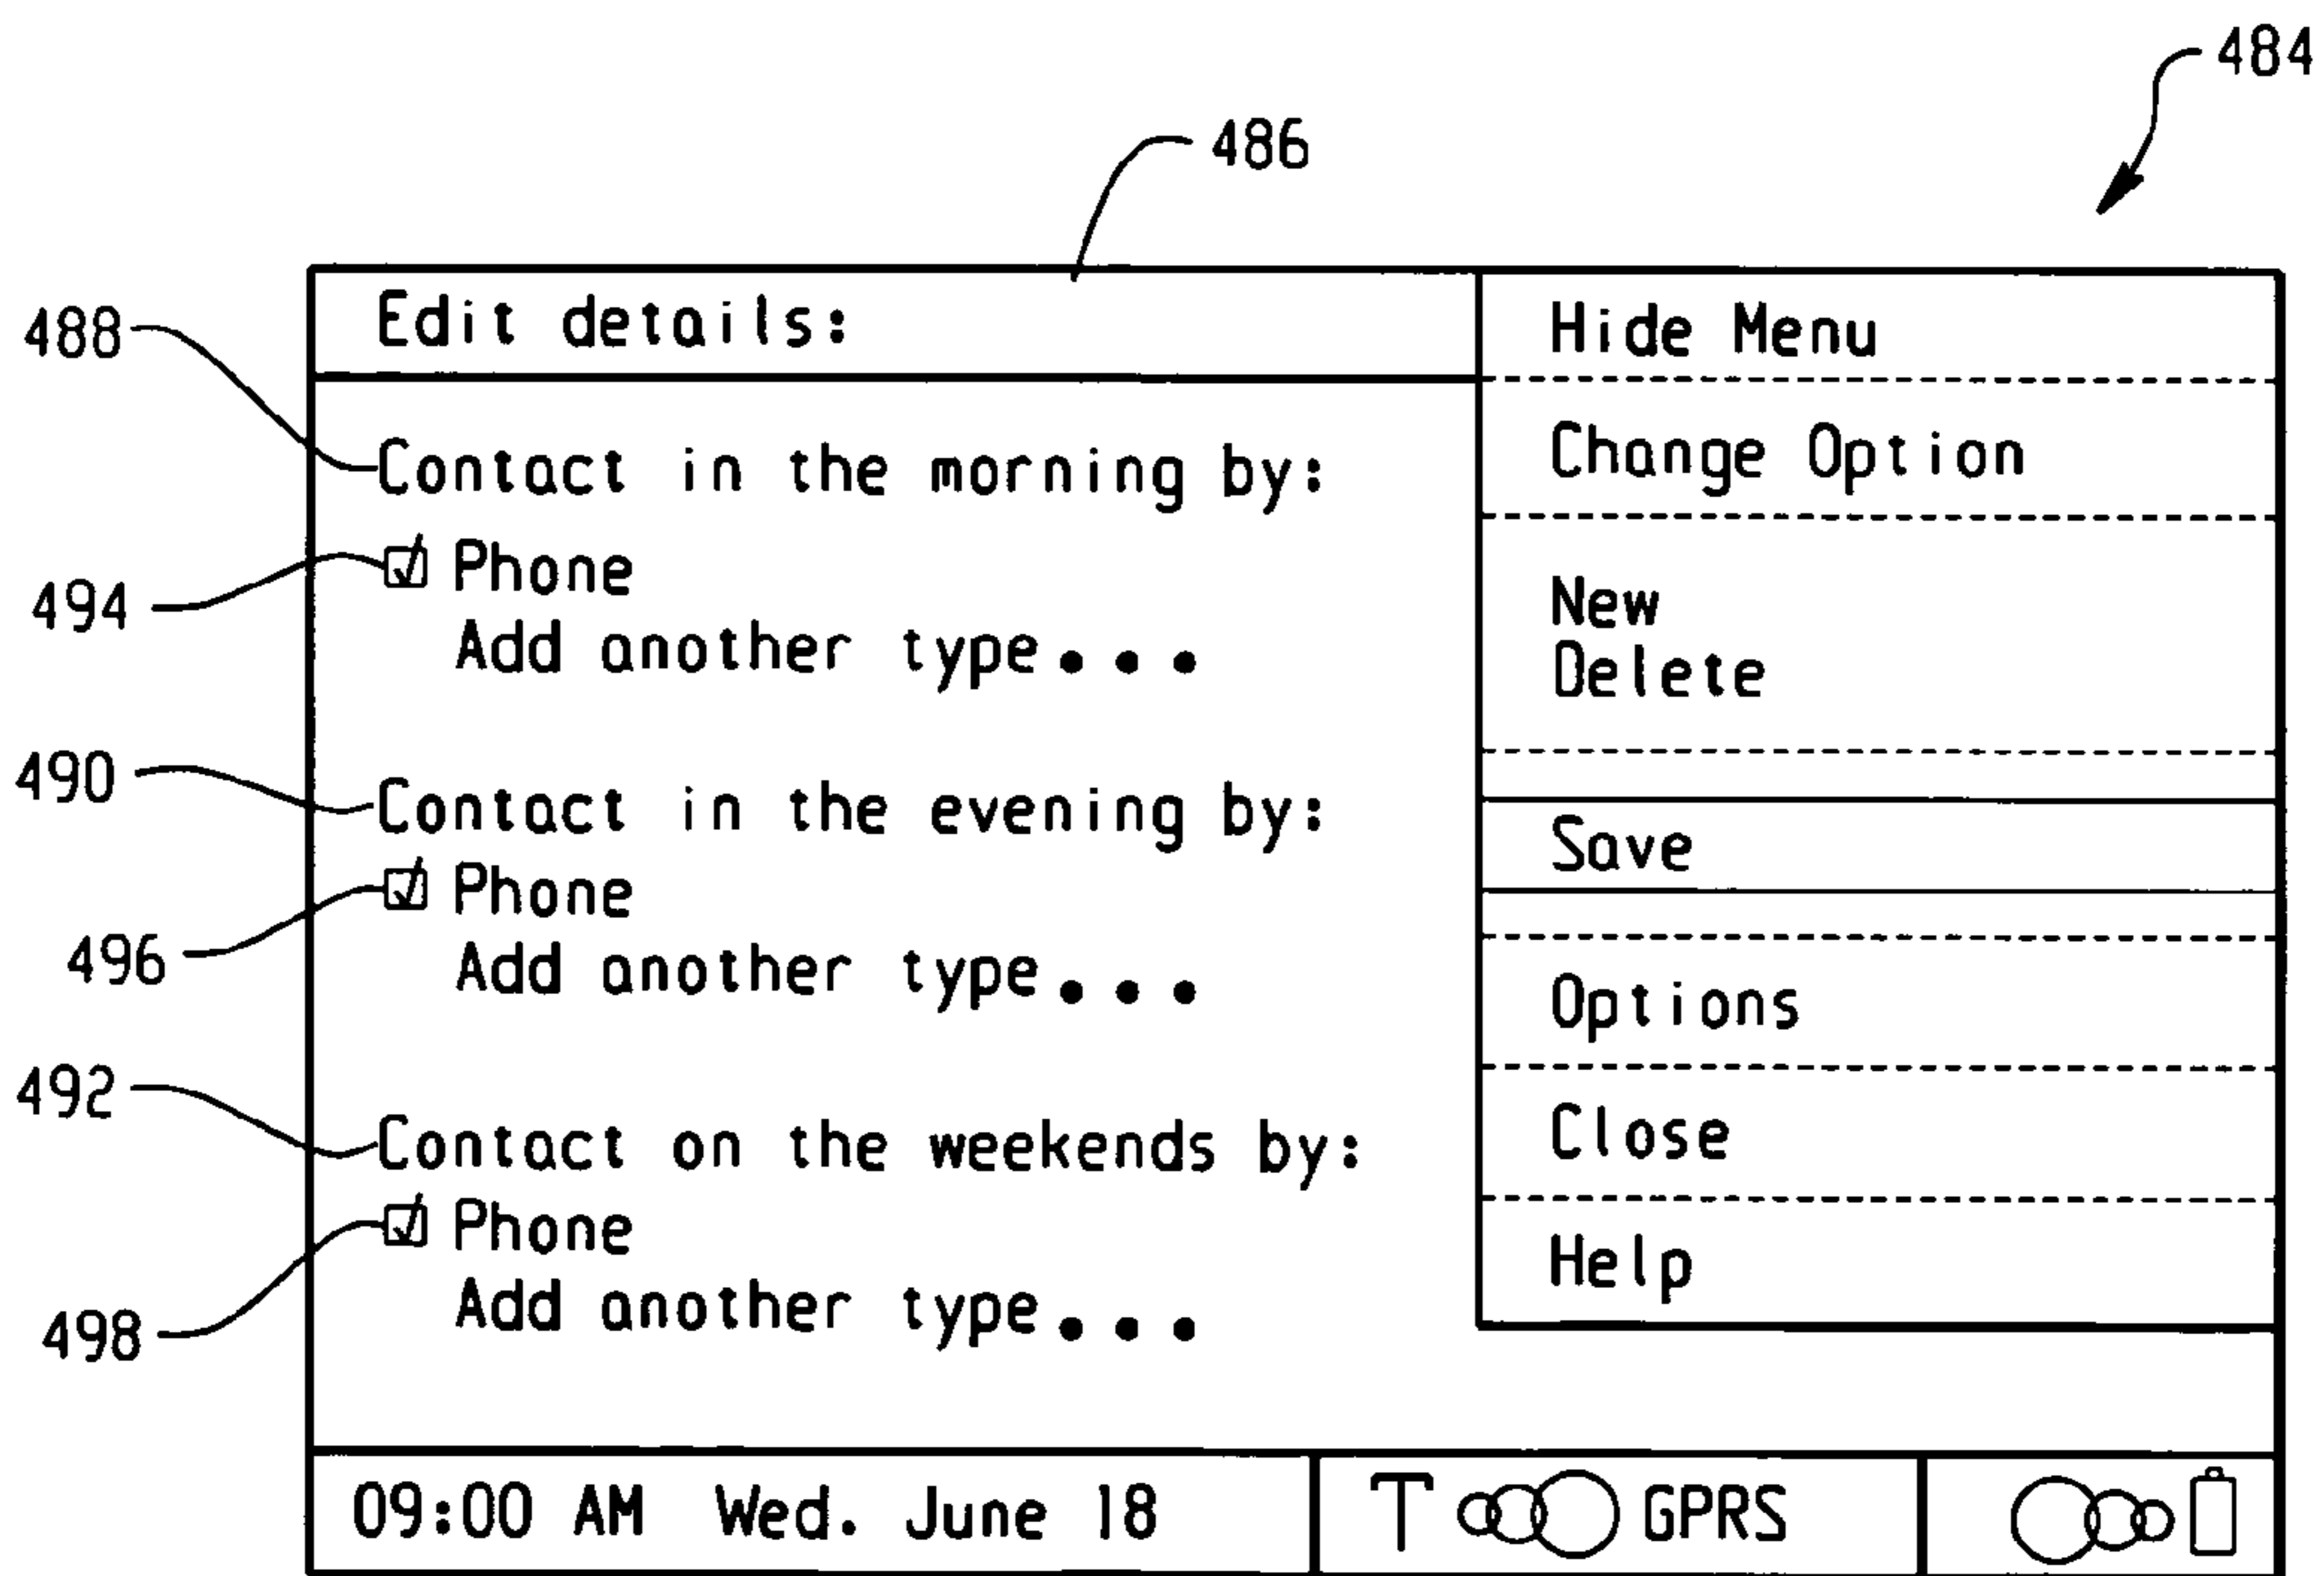 484
486
Edit details:
488
Contact in the morning by:
494
Phone
Add another type...
490
Contact in the evening by:
496
Phone
Add another type...
492
Contact on the weekends by:
498
Phone
Add another type...
Hide Menu
Change Option
New
Delete
Save
Options
Close
Help
09:00 AM Wed. June 18
GPRS